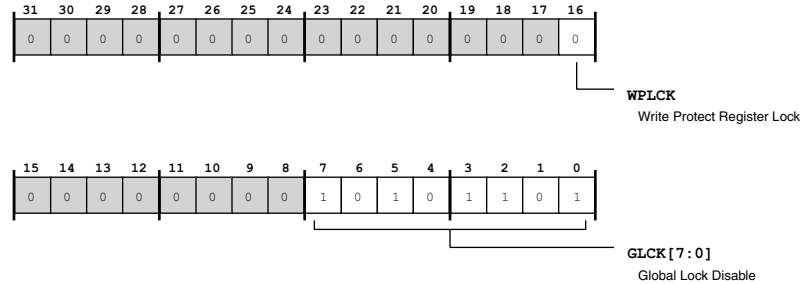 31 30 29 28 27 26 25 24 23 22 21 20 19 18 17 16
0 0 0 0 0 0 0 0 0 0 0 0 0 0 0 0
WPLCK
Write Protect Register Lock
15 14 13 12 11 10 9 8 7 6 5 4 3 2 1 0
0 0 0 0 0 0 0 0 1 0 1 0 1 1 0 1
GLCK[7:0]
Global Lock Disable